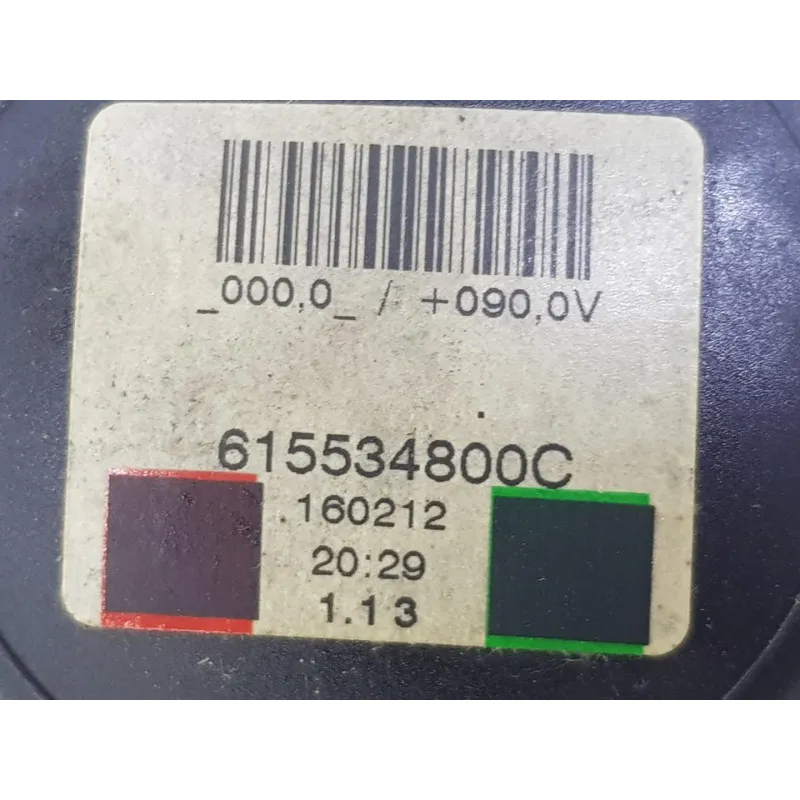 _000,0_ / +090,0V
615534800C
160212
20:29
1.13